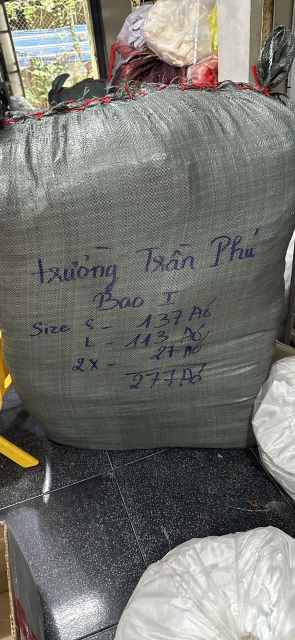 trường Trần Phú
Bao I
Size S - 137 Áo
L - 113 Áo
2X - 27 Áo
277 Áo